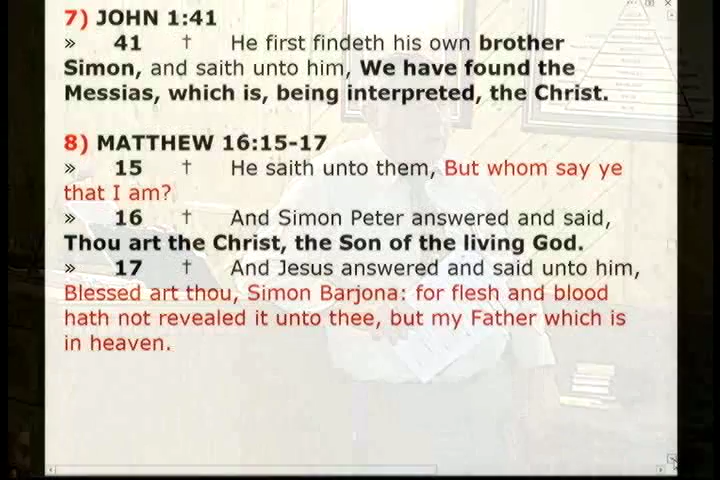 7) JOHN 1:41
» 41 † He first findeth his own brother
Simon, and saith unto him, We have found the
Messias, which is, being interpreted, the Christ.
8) MATTHEW 16:15-17
» 15 † He saith unto them, But whom say ye
that I am?
» 16 † And Simon Peter answered and said,
Thou art the Christ, the Son of the living God.
» 17 † And Jesus answered and said unto him,
Blessed art thou, Simon Barjona: for flesh and blood
hath not revealed it unto thee, but my Father which is
in heaven.